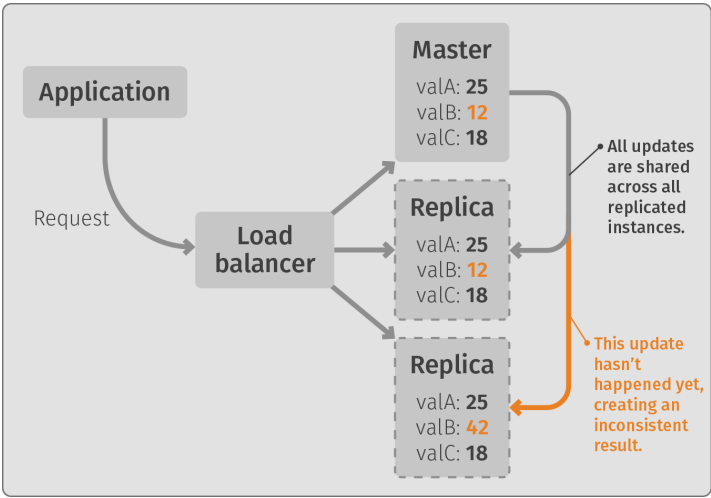 Application
Request
Load
balancer
Master
valA: 25
valB: 12
valC: 18
Replica
valA: 25
valB: 12
valC: 18
Replica
valA: 25
valB: 42
valC: 18
All updates
are shared
across all
replicated
instances.
This update
hasn’t
happened yet,
creating an
inconsistent
result.